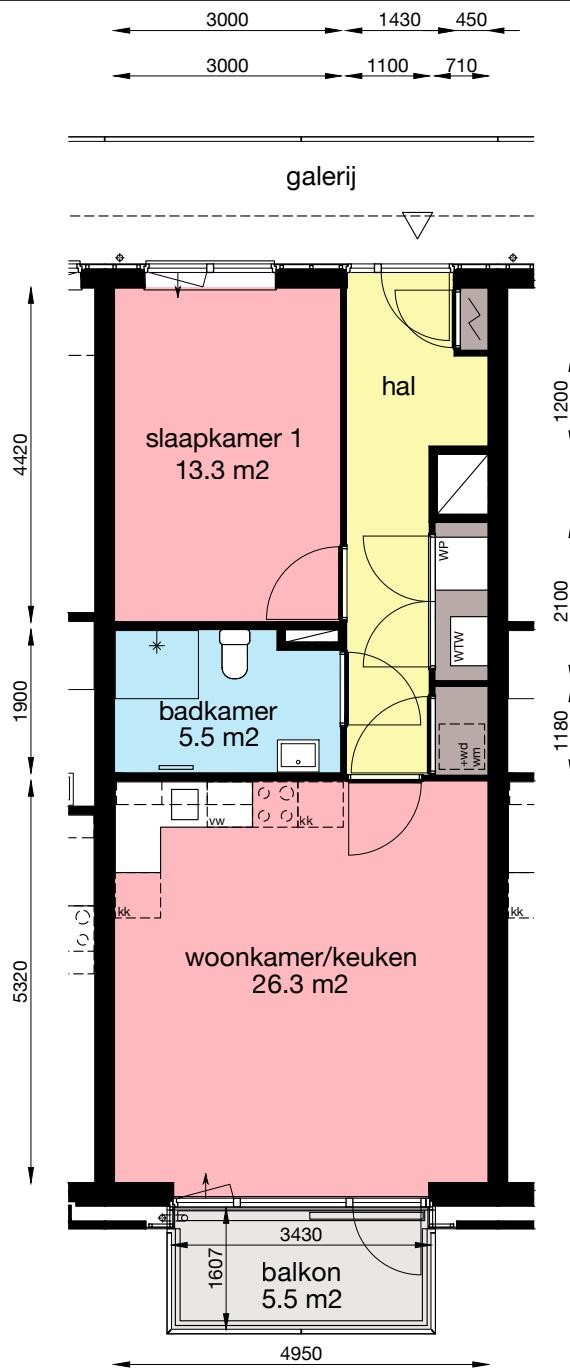 3000 1430 450
3000 1100 710
galerij
hal
slaapkamer 1
13.3 m2
4420
1200
WP
2100
WTW
1900
badkamer
5.5 m2
1180
+wd
wm
vw
kk
kk
kk
5320
woonkamer/keuken
26.3 m2
3430
1607
balkon
5.5 m2
4950